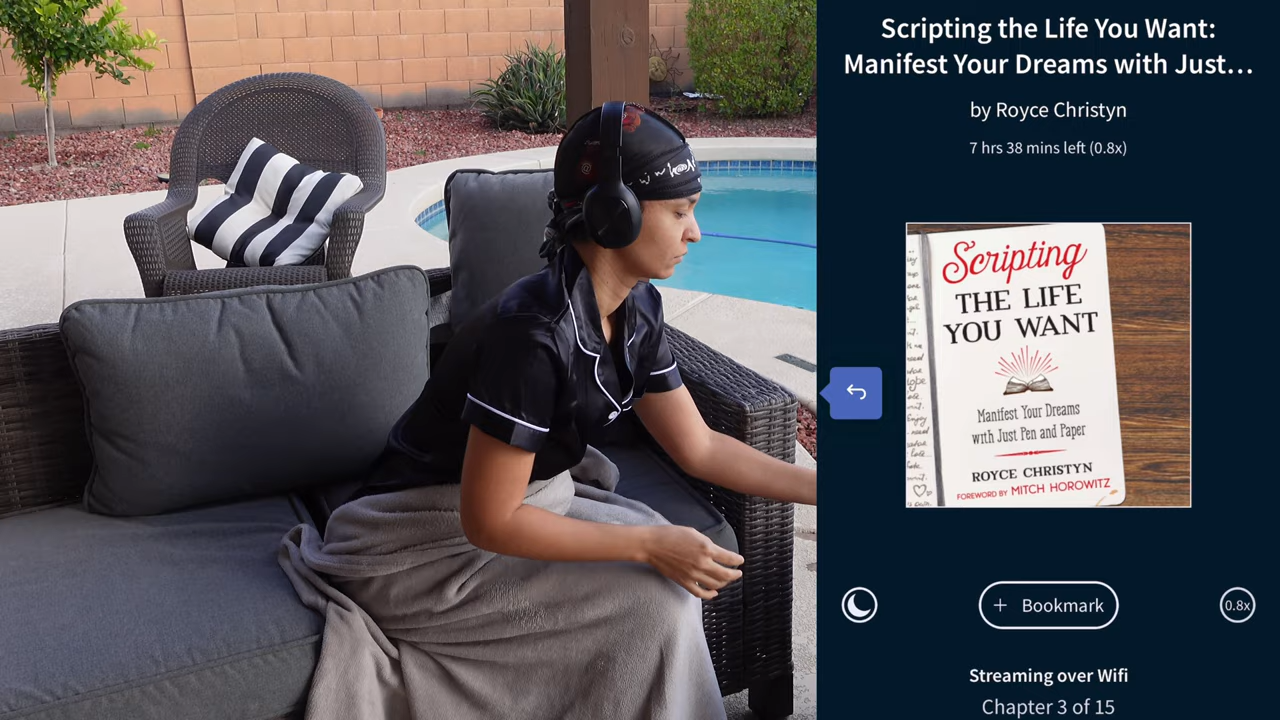 Scripting the Life You Want:
Manifest Your Dreams with Just...
by Royce Christyn
7 hrs 38 mins left (0.8x)
Scripting
THE LIFE
YOU WANT
Manifest Your Dreams
with Just Pen and Paper
ROYCE CHRISTYN
FOREWORD BY MITCH HOROWITZ
+ Bookmark
0.8x
Streaming over Wifi
Chapter 3 of 15